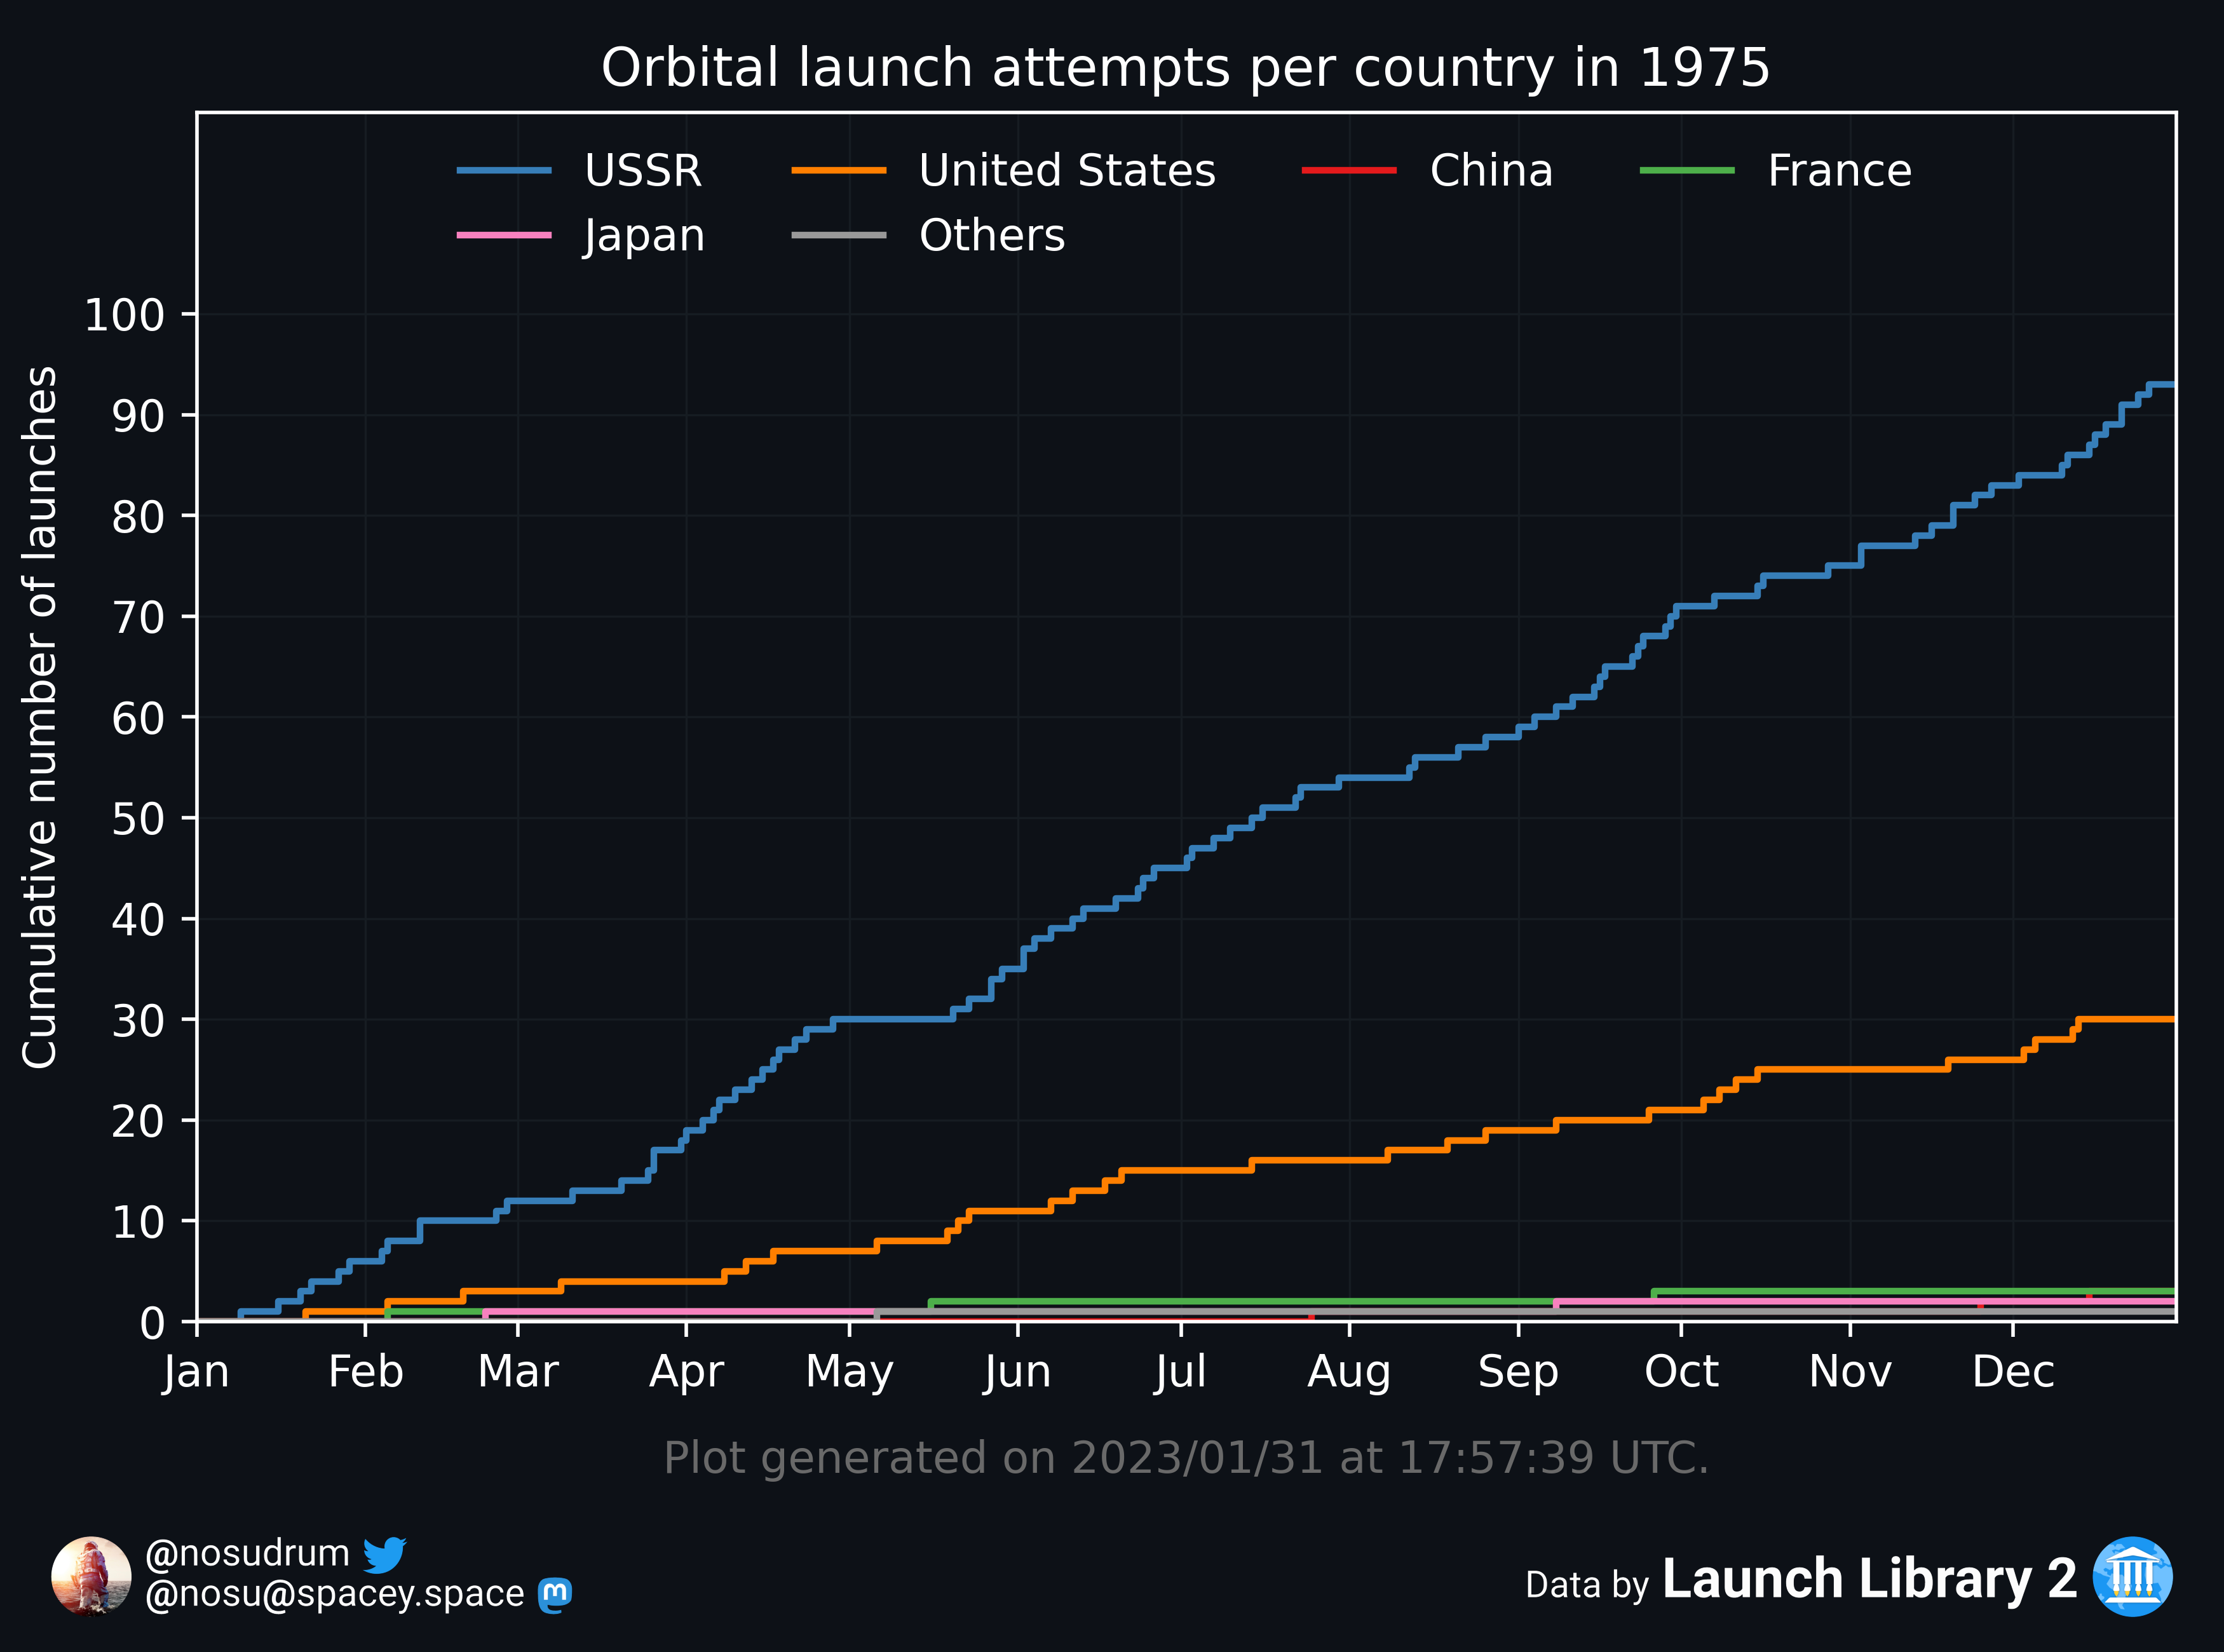 Orbital launch attempts per country in 1975
USSR United States China France
Japan Others
Cumulative number of launches
100
90
80
70
60
50
40
30
20
10
0
Jan Feb Mar Apr May Jun Jul Aug Sep Oct Nov Dec
Plot generated on 2023/01/31 at 17:57:39 UTC.
@nosudrum
@nosu@spacey.space
Data by Launch Library 2